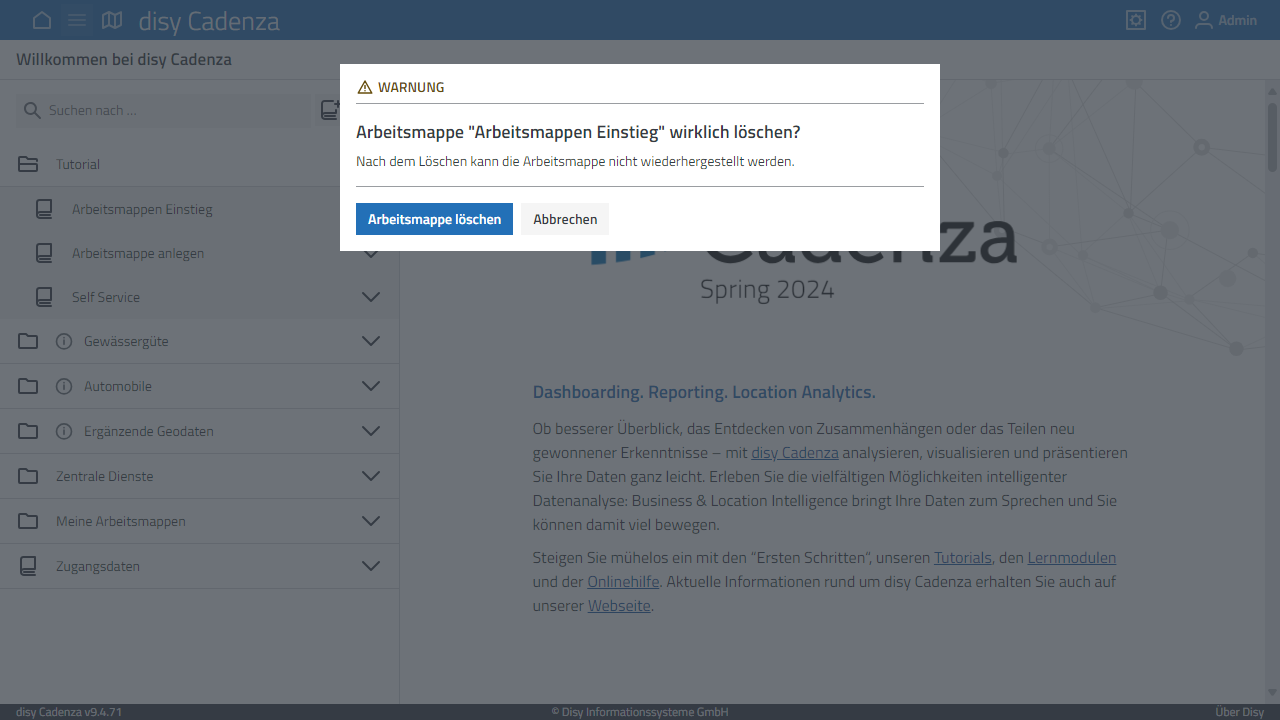 disy Cadenza
Admin
Willkommen bei disy Cadenza
Suchen nach ...
WARNUNG
Arbeitsmappe "Arbeitsmappen Einstieg" wirklich löschen?
Nach dem Löschen kann die Arbeitsmappe nicht wiederhergestellt werden.
Arbeitsmappe löschen
Abbrechen
Tutorial
Arbeitsmappen Einstieg
Arbeitsmappe anlegen
Self Service
Gewässergüte
Automobile
Ergänzende Geodaten
Zentrale Dienste
Meine Arbeitsmappen
Zugangsdaten
Cadenza
Spring 2024
Dashboarding. Reporting. Location Analytics.
Ob besserer Überblick, das Entdecken von Zusammenhängen oder das Teilen neu
gewonnener Erkenntnisse – mit disy Cadenza analysieren, visualisieren und präsentieren
Sie Ihre Daten ganz leicht. Erleben Sie die vielfältigen Möglichkeiten intelligenter
Datenanalyse: Business & Location Intelligence bringt Ihre Daten zum Sprechen und Sie
können damit viel bewegen.
Steigen Sie mühelos ein mit den "Ersten Schritten", unseren Tutorials, den Lernmodulen
und der Onlinehilfe. Aktuelle Informationen rund um disy Cadenza erhalten Sie auch auf
unserer Webseite.
disy Cadenza v9.4.71
© Disy Informationssysteme GmbH
Über Disy